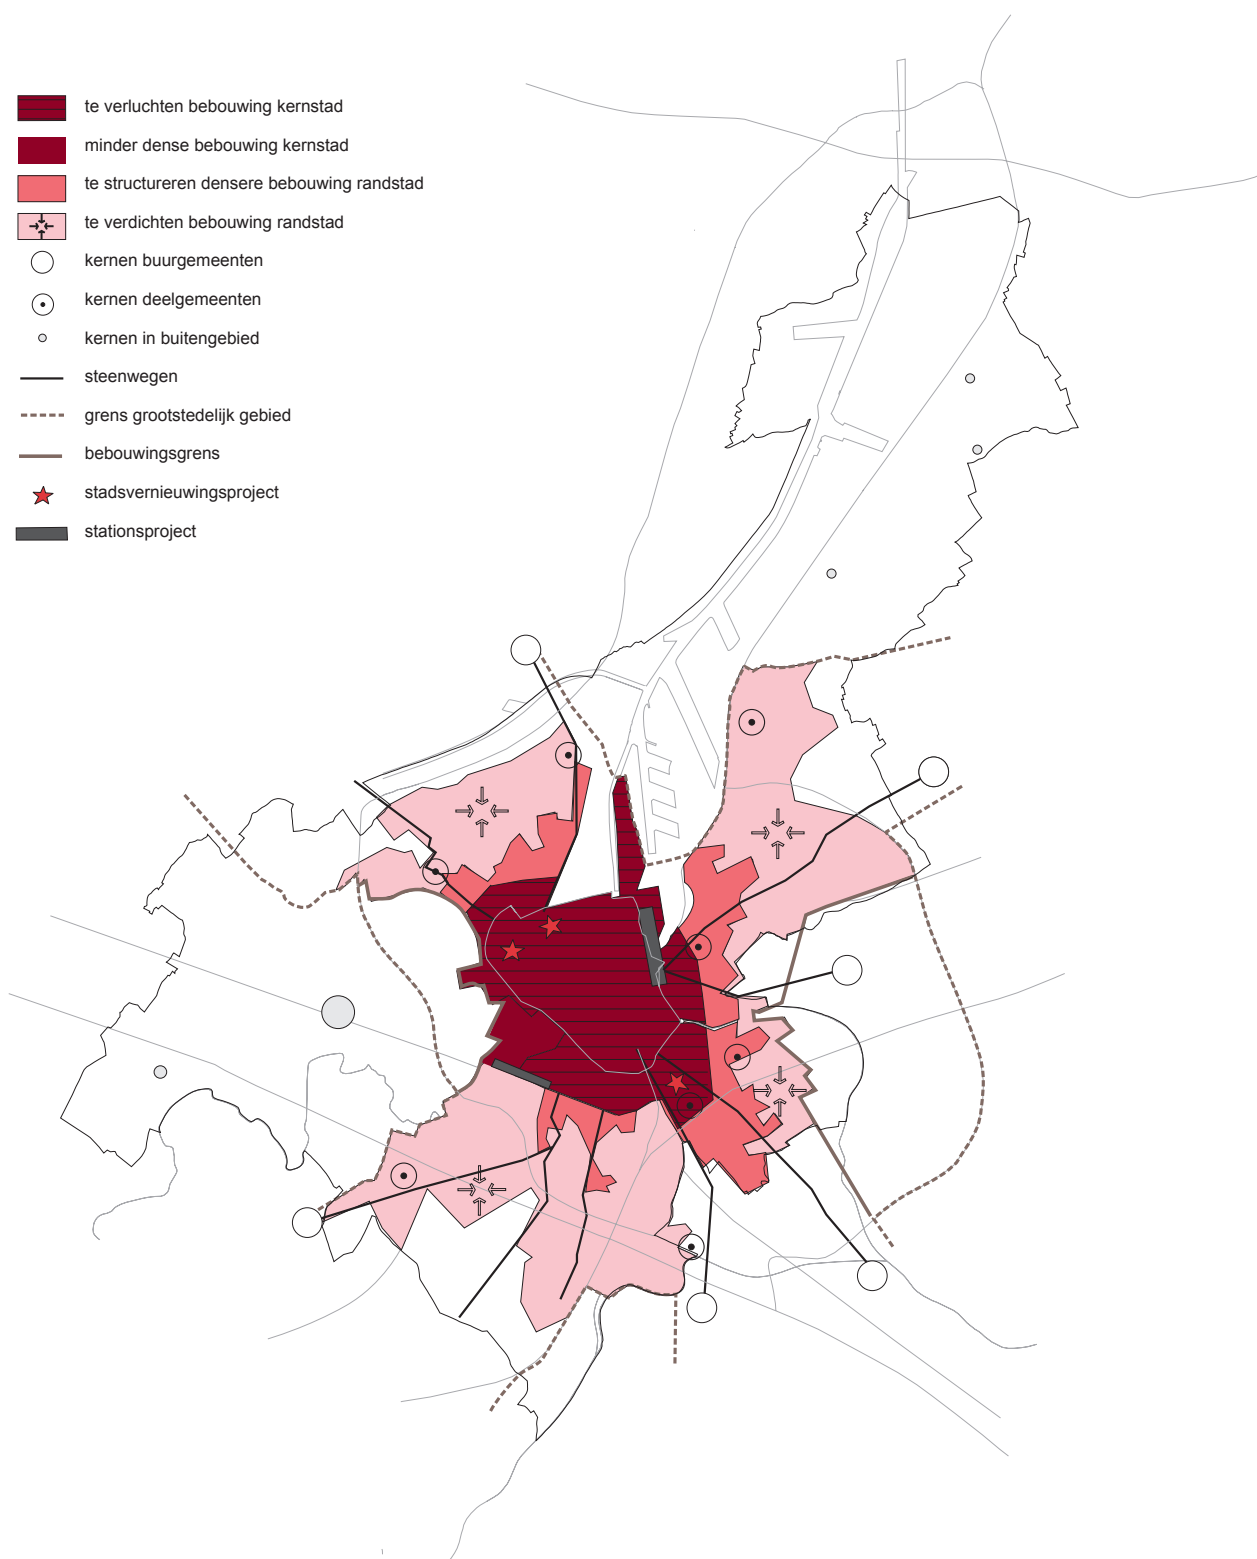 te verluchten bebouwing kernstad
minder dense bebouwing kernstad
te structureren densere bebouwing randstad
te verdichten bebouwing randstad
kernen buurgemeenten
kernen deelgemeenten
kernen in buitengebied
steenwegen
grens grootstedelijk gebied
bebouwingsgrens
stadsvernieuwingsproject
stationsproject